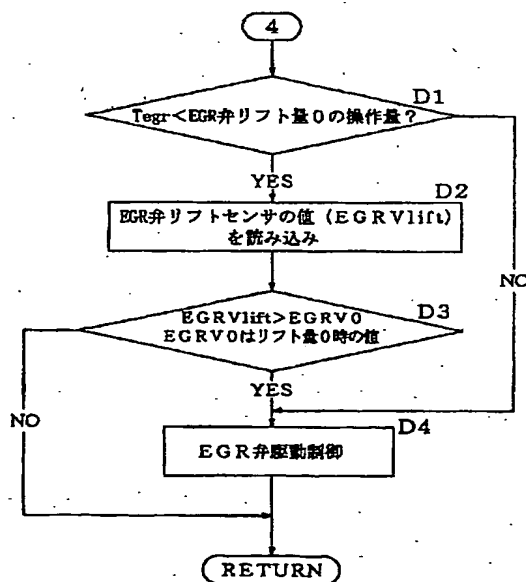 4
D1
Tegr<EGR弁リフト量0の操作量?
YES
D2
EGR弁リフトセンサの値(EGRVlift)
を読み込み
NO
D3
EGRVlift>EGRV0
EGRV0はリフト量0時の値
YES
NO
D4
EGR弁駆動制御
RETURN